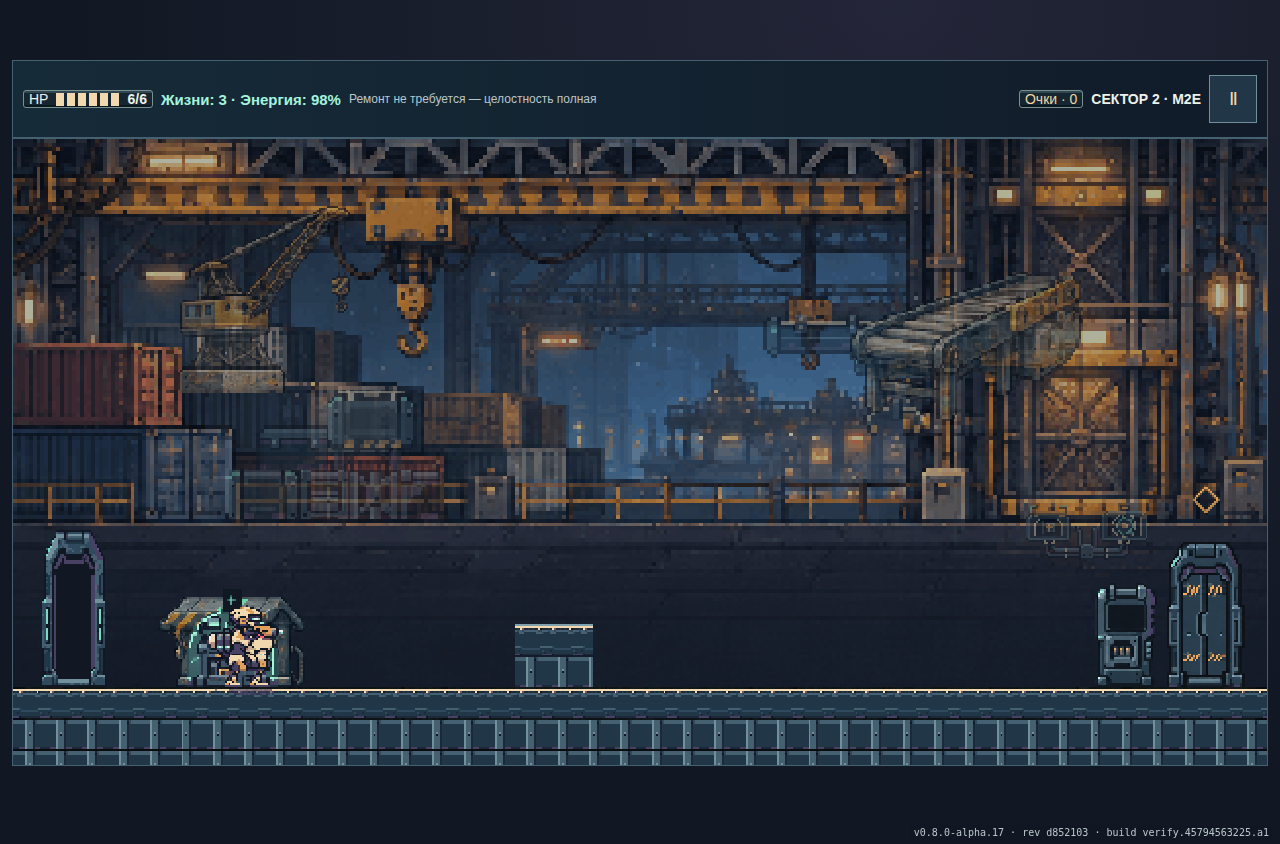 HP 6/6 Жизни: 3 · Энергия: 98% Ремонт не требуется — целостность полная Очки · 0 СЕКТОР 2 · M2E II
v0.8.0-alpha.17 · rev d852103 · build verify.45794563225.a1